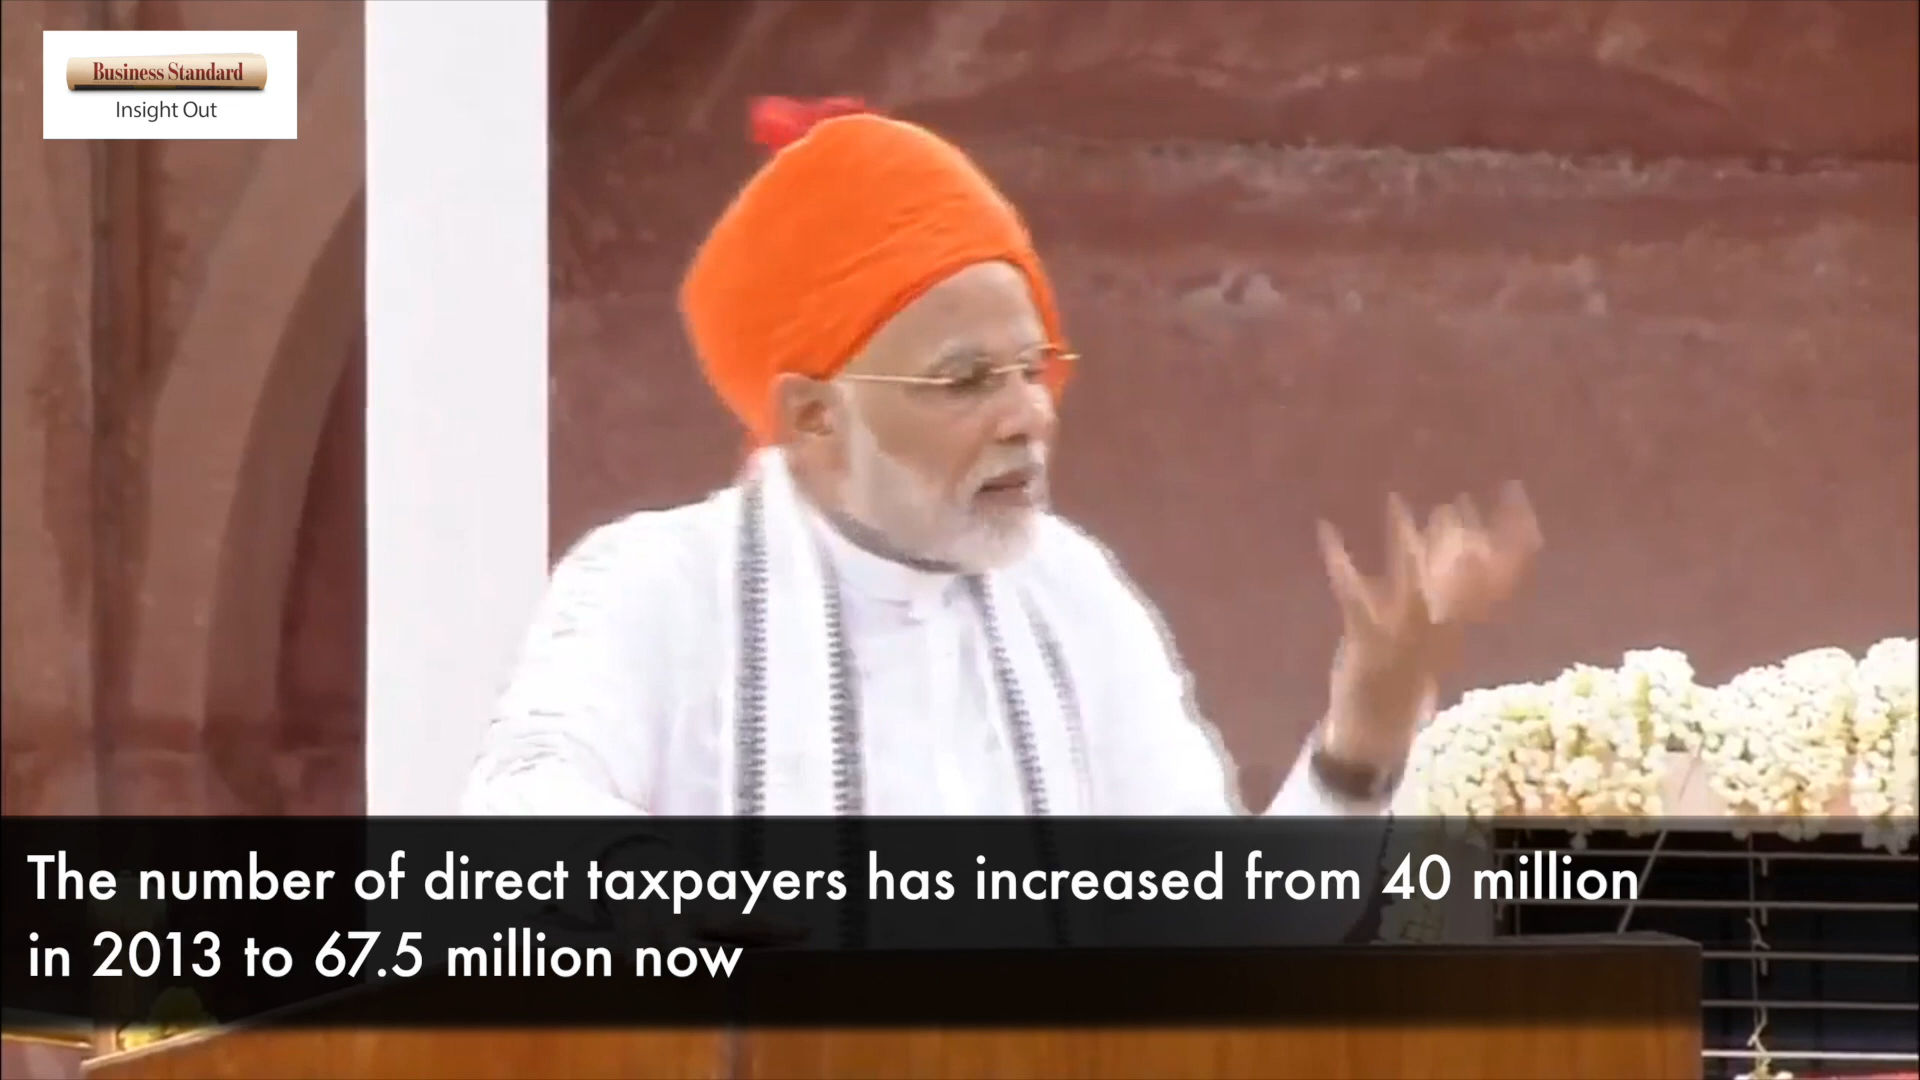 Business Standard
Insight Out
The number of direct taxpayers has increased from 40 million
in 2013 to 67.5 million now